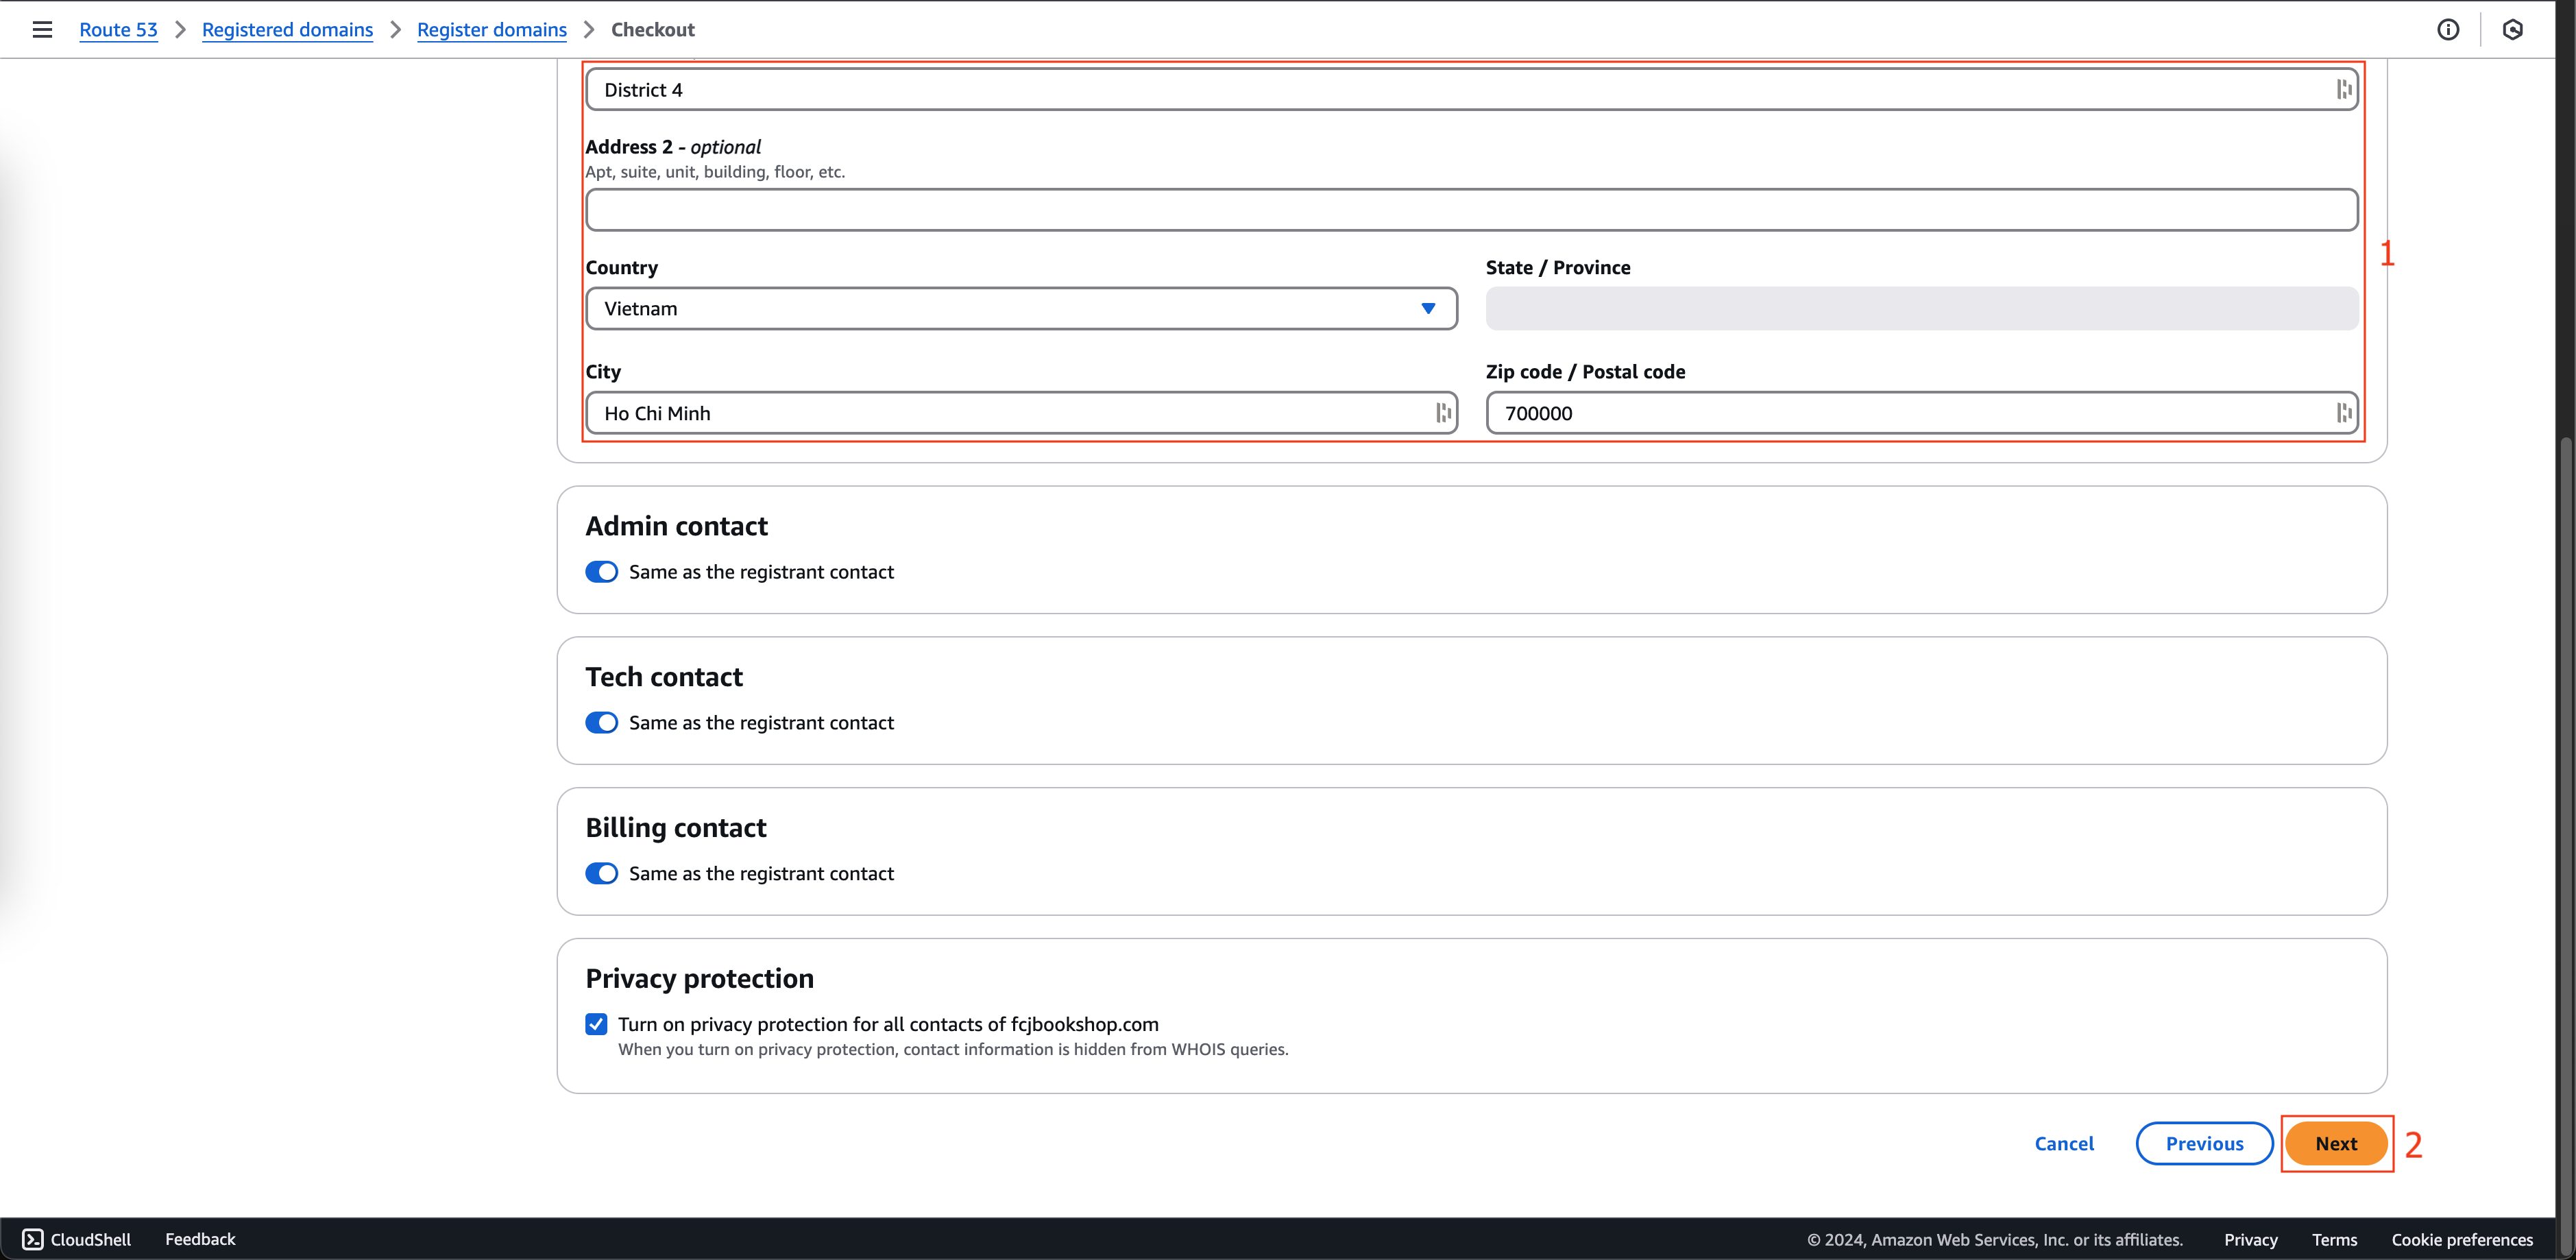 Route 53 > Registered domains > Register domains > Checkout
District 4
Address 2 - optional
Apt, suite, unit, building, floor, etc.
Country
State / Province
Vietnam
1
City
Zip code / Postal code
Ho Chi Minh
700000
Admin contact
Same as the registrant contact
Tech contact
Same as the registrant contact
Billing contact
Same as the registrant contact
Privacy protection
Turn on privacy protection for all contacts of fcjbookshop.com
When you turn on privacy protection, contact information is hidden from WHOIS queries.
Cancel Previous Next 2
CloudShell Feedback © 2024, Amazon Web Services, Inc. or its affiliates. Privacy Terms Cookie preferences